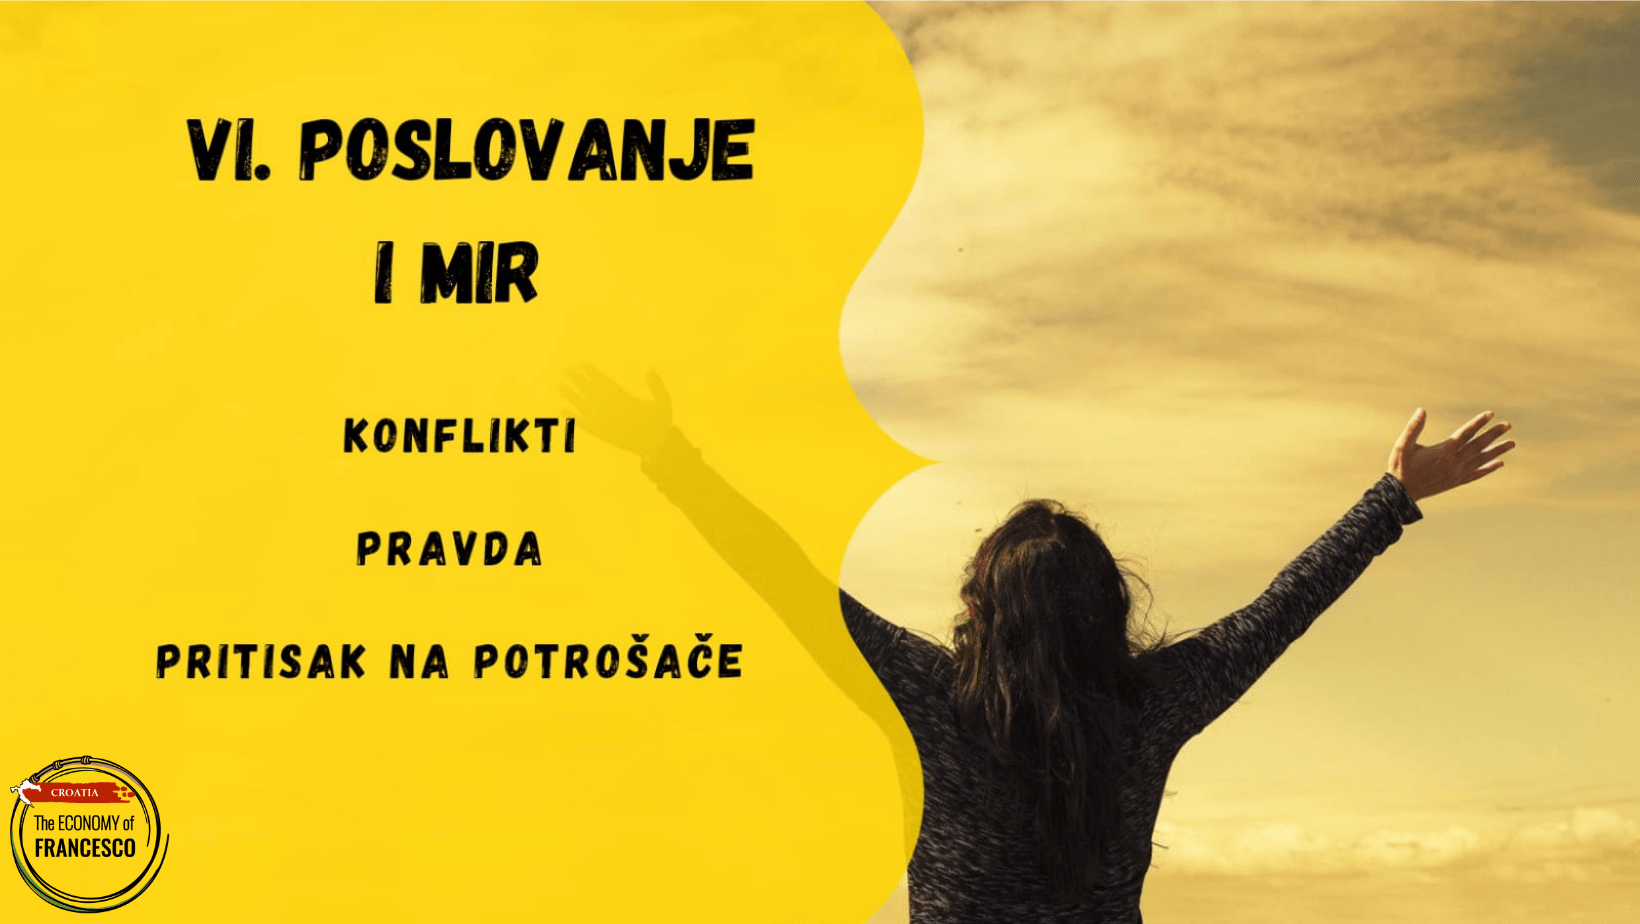 VI. POSLOVANJE
I MIR
KONFLIKTI
PRAVDA
PRITISAK NA POTROŠAČE
CROATIA
The ECONOMY of
FRANCESCO